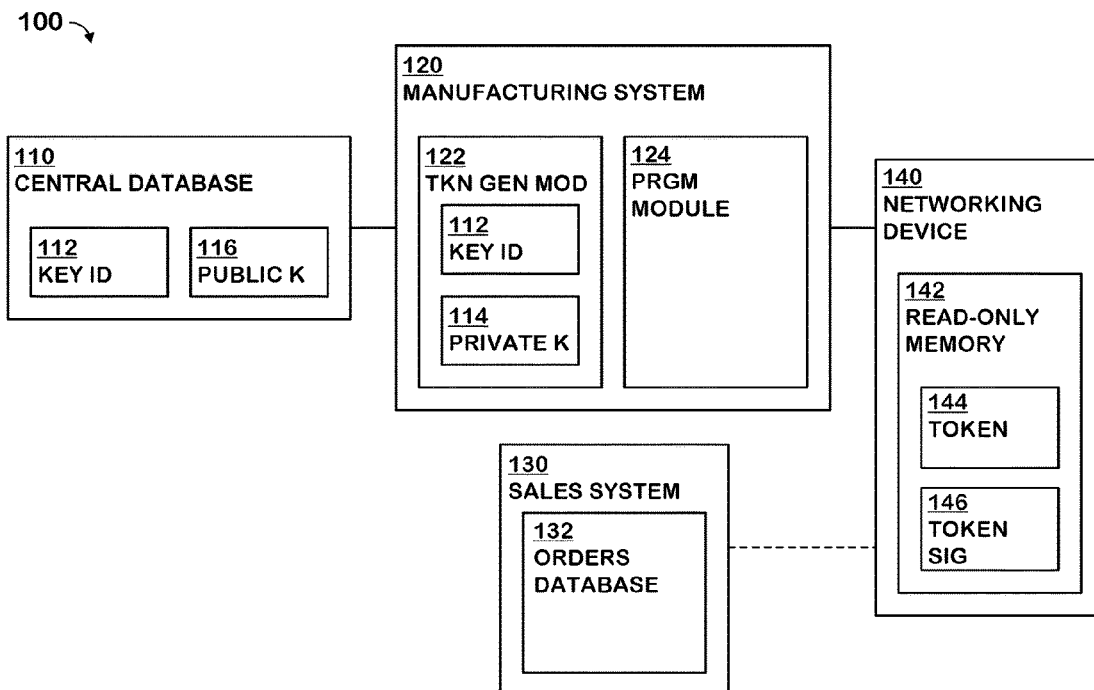 100
120
MANUFACTURING SYSTEM
110
CENTRAL DATABASE
112
KEY ID
116
PUBLIC K
122
TKN GEN MOD
112
KEY ID
114
PRIVATE K
124
PRGM
MODULE
140
NETWORKING
DEVICE
142
READ-ONLY
MEMORY
144
TOKEN
146
TOKEN
SIG
130
SALES SYSTEM
132
ORDERS
DATABASE